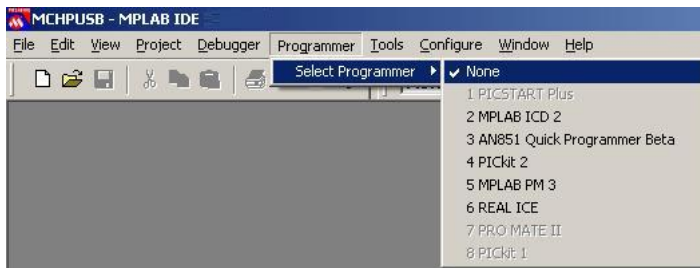 MCHPUSB - MPLAB IDE
File Edit View Project Debugger Programmer Tools Configure Window Help
Select Programmer
None
1 PICSTART Plus
2 MPLAB ICD 2
3 AN851 Quick Programmer Beta
4 PICkit 2
5 MPLAB PM 3
6 REAL ICE
7 PRO MATE II
8 PICkit 1